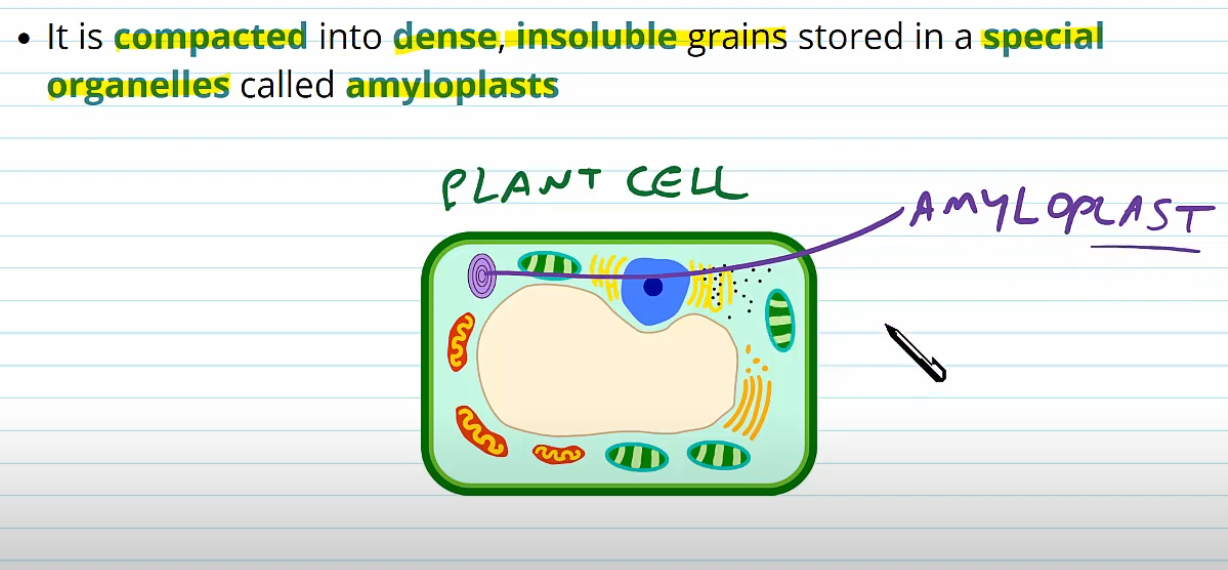 • It is compacted into dense, insoluble grains stored in a special
organelles called amyloplasts
PLANT CELL
AMYLOPLAST